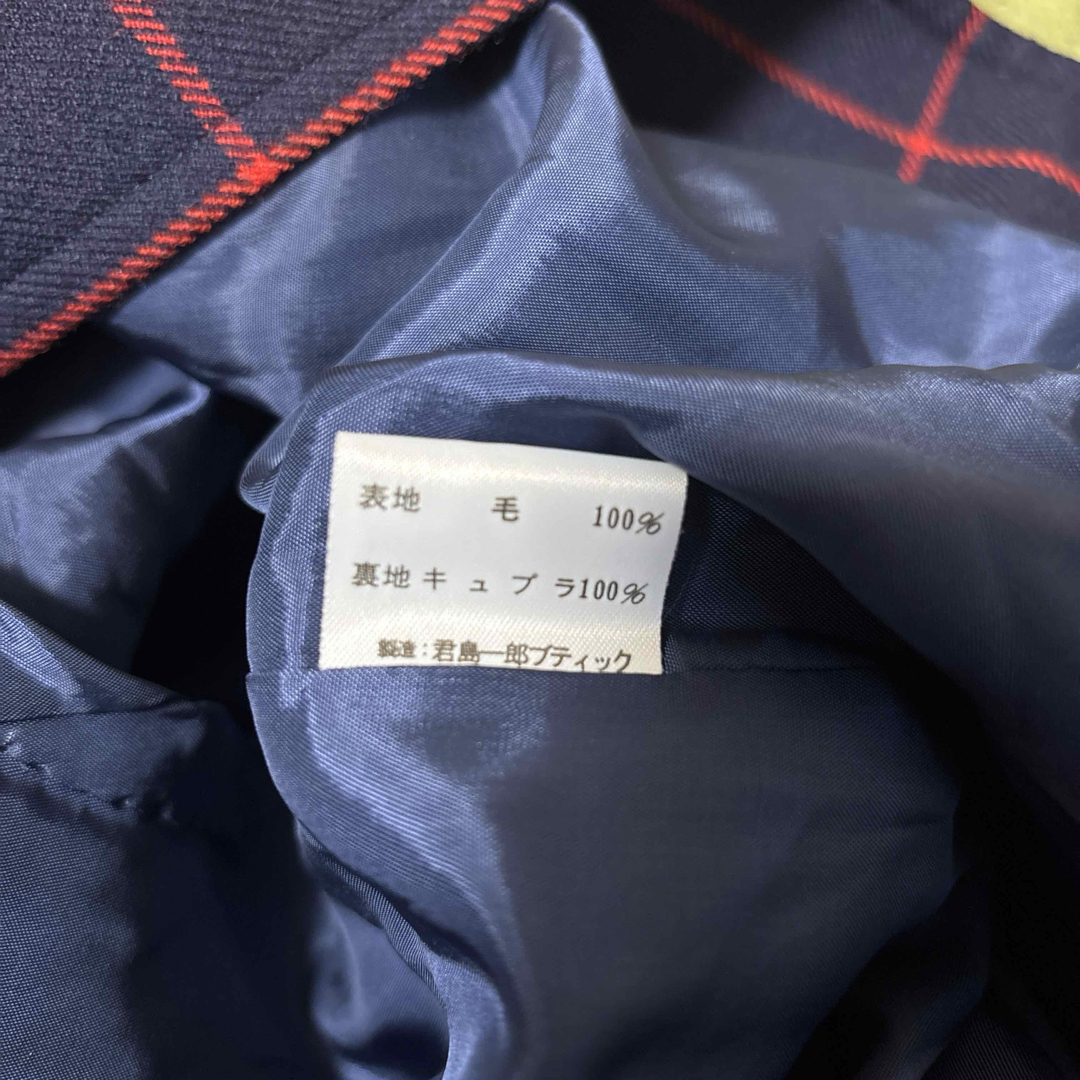 表地 毛 100%
裏地 キュプラ100%
製造：君島一郎ブティック